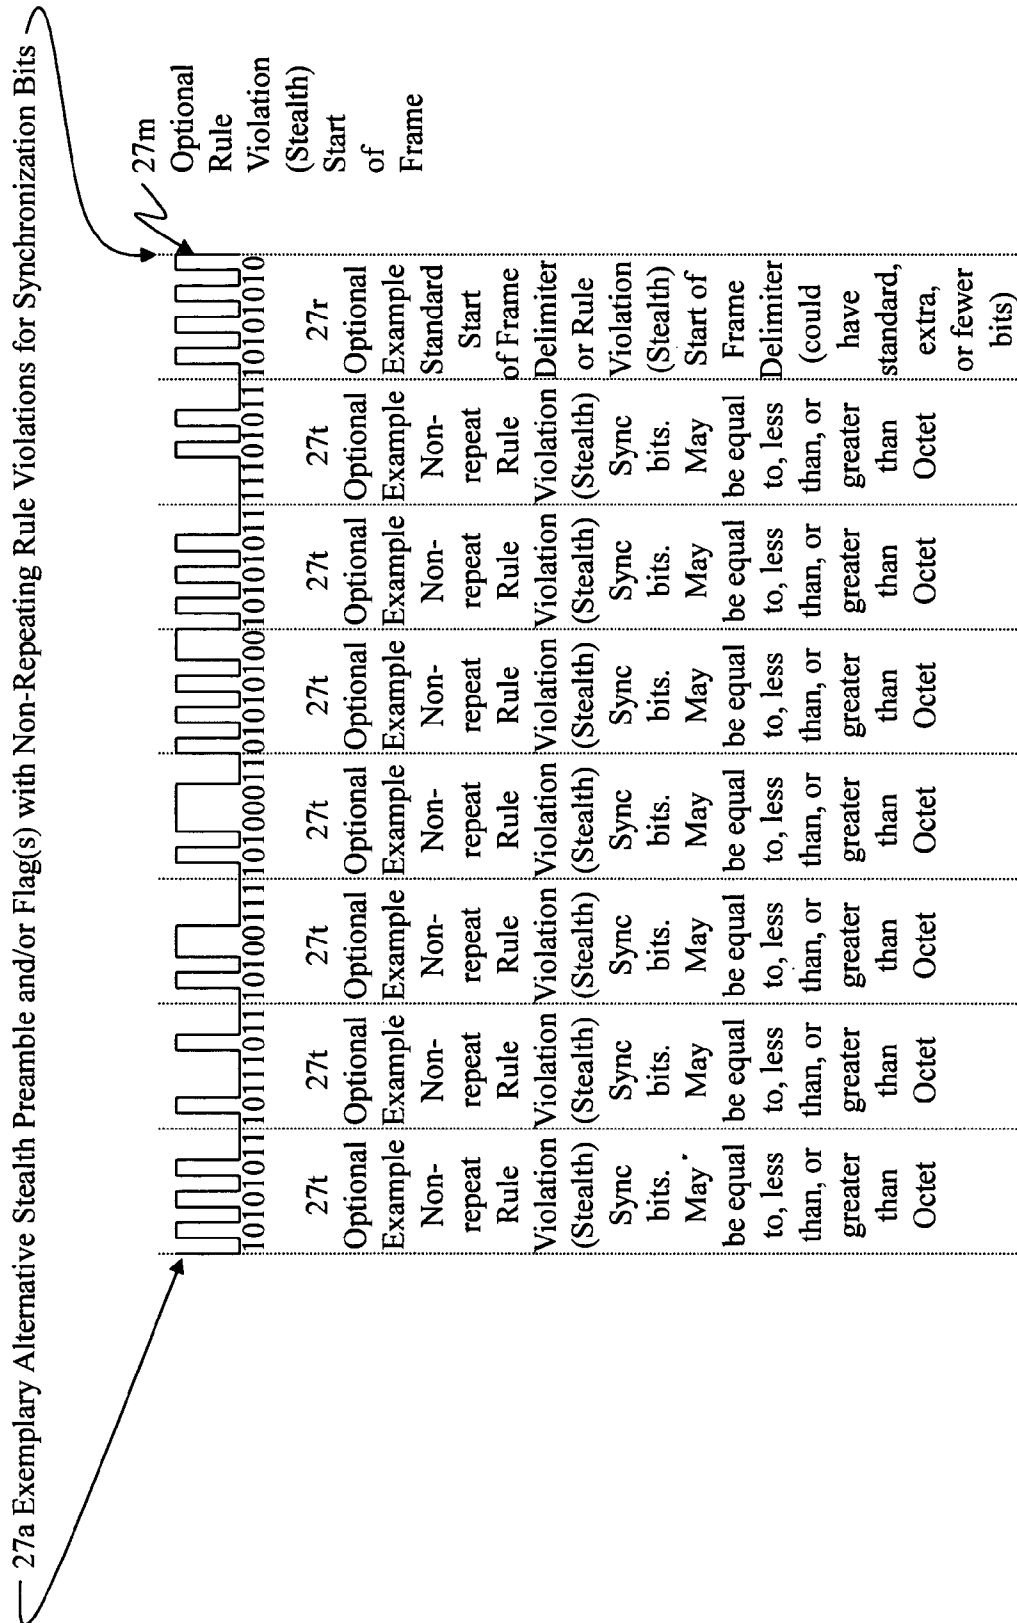 27a Exemplary Alternative Stealth Preamble and/or Flag(s) with Non-Repeating Rule Violations for Synchronization Bits
27m
Optional
Rule
Violation
(Stealth)
Start
of
Frame
10101011 10111011 10100111 10100011 01010100 10101011 11101011 10101010
27t
Optional
Example
Non-
repeat
Rule
Violation
(Stealth)
Sync
bits.
May
be equal
to, less
than, or
greater
than
Octet
27t
Optional
Example
Non-
repeat
Rule
Violation
(Stealth)
Sync
bits.
May
be equal
to, less
than, or
greater
than
Octet
27t
Optional
Example
Non-
repeat
Rule
Violation
(Stealth)
Sync
bits.
May
be equal
to, less
than, or
greater
than
Octet
27t
Optional
Example
Non-
repeat
Rule
Violation
(Stealth)
Sync
bits.
May
be equal
to, less
than, or
greater
than
Octet
27t
Optional
Example
Non-
repeat
Rule
Violation
(Stealth)
Sync
bits.
May
be equal
to, less
than, or
greater
than
Octet
27t
Optional
Example
Non-
repeat
Rule
Violation
(Stealth)
Sync
bits.
May
be equal
to, less
than, or
greater
than
Octet
27t
Optional
Example
Non-
repeat
Rule
Violation
(Stealth)
Sync
bits.
May
be equal
to, less
than, or
greater
than
Octet
27r
Optional
Example
Standard
Start
of Frame
Delimiter
or Rule
Violation
(Stealth)
Start of
Frame
Delimiter
(could
have
standard,
extra,
or fewer
bits)